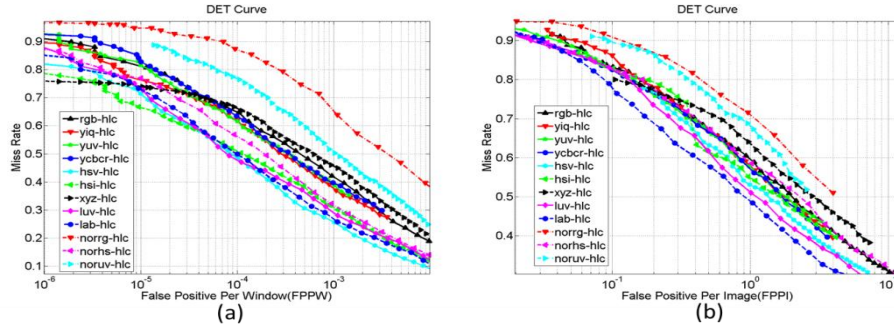 DET Curve
0.9
0.8
0.7
0.6
0.5
0.4
0.3
0.2
0.1
Miss Rate
rgb-hlc
yiq-hlc
yuv-hlc
ycbcr-hlc
hsv-hlc
hsi-hlc
xyz-hlc
luv-hlc
lab-hlc
norrg-hlc
norhs-hlc
noruv-hlc
10^-6
10^-5
10^-4
10^-3
False Positive Per Window(FPPW)
(a)
DET Curve
0.9
0.8
0.7
0.6
0.5
0.4
Miss Rate
rgb-hlc
yiq-hlc
yuv-hlc
ycbcr-hlc
hsv-hlc
hsi-hlc
xyz-hlc
luv-hlc
lab-hlc
norrg-hlc
norhs-hlc
noruv-hlc
10^-1
10^0
10
False Positive Per Image(FPPI)
(b)